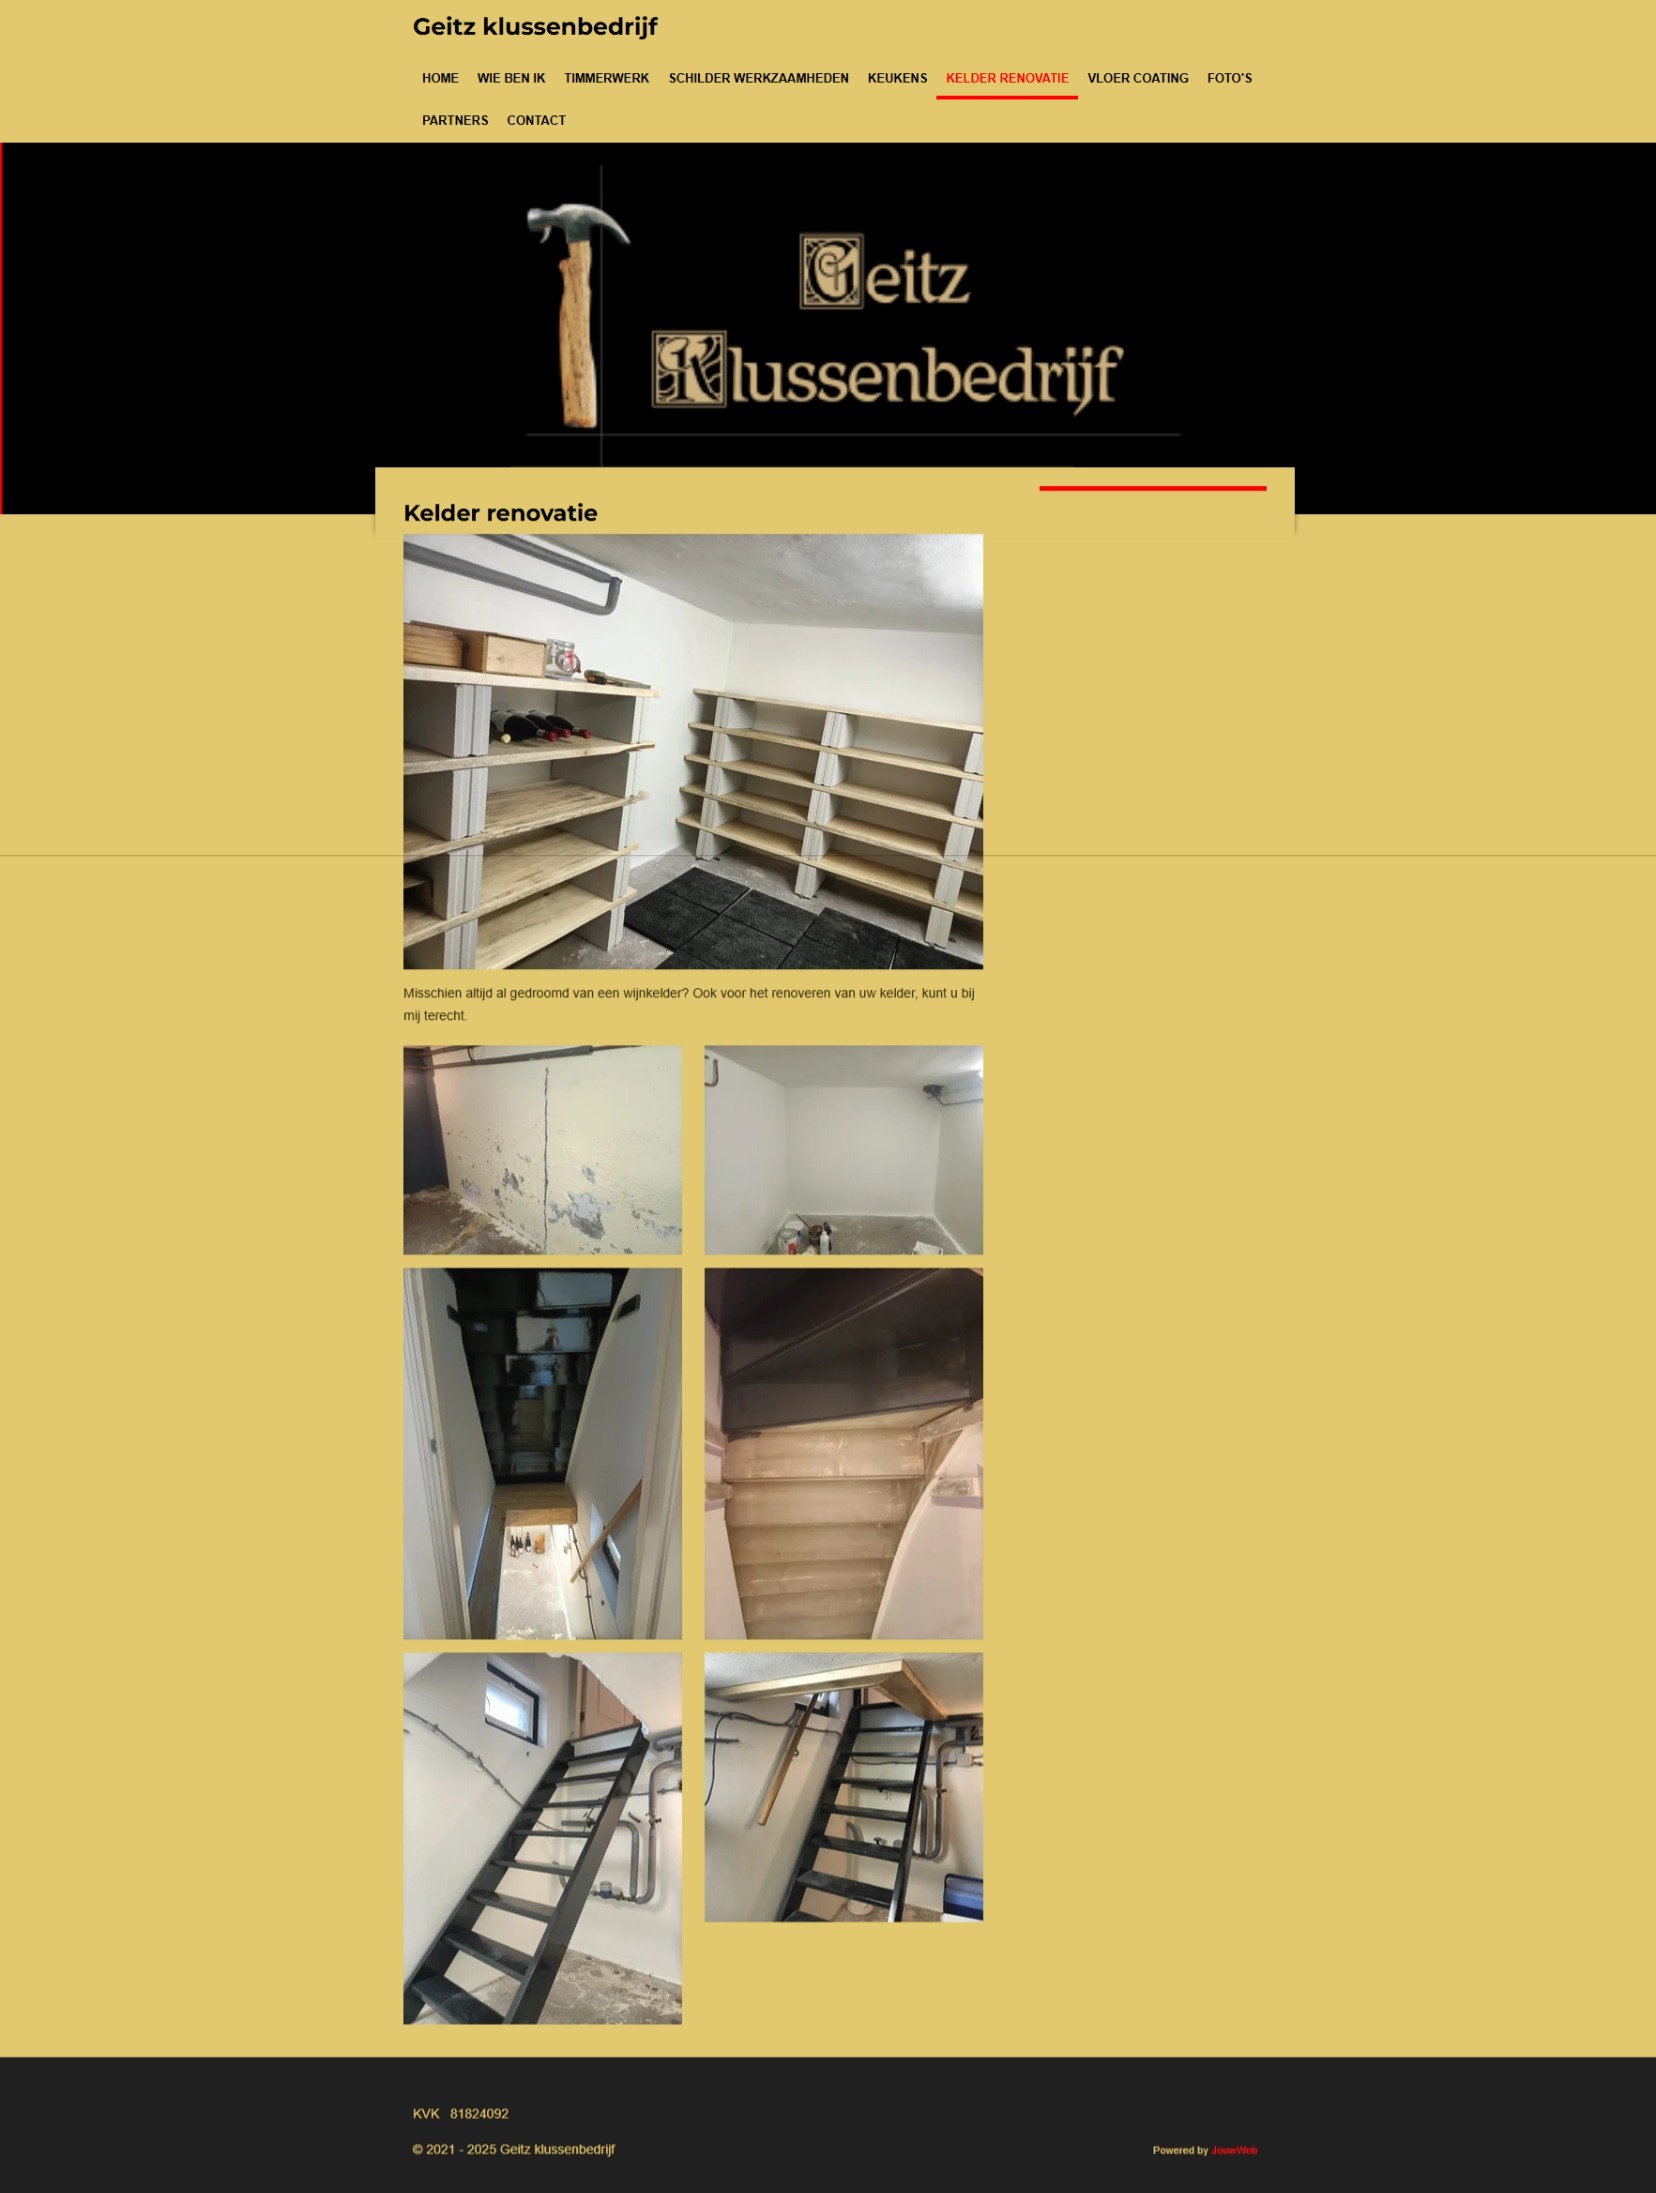 Geitz klussenbedrijf
HOME WIE BEN IK TIMMERWERK SCHILDER WERKZAAMHEDEN KEUKENS KELDER RENOVATIE VLOER COATING FOTO'S
PARTNERS CONTACT
Geitz
Klussenbedrijf
Kelder renovatie
Misschien altijd al gedroomd van een wijnkelder? Ook voor het renoveren van uw kelder, kunt u bij
mij terecht.
KVK 81824092
© 2021 - 2025 Geitz klussenbedrijf
Powered by JouwWeb